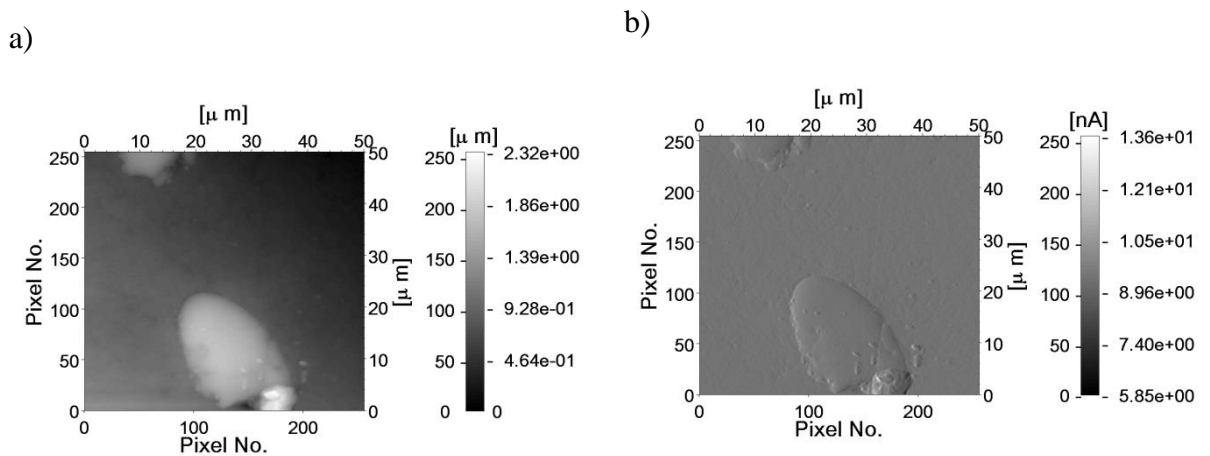 a)
[μ m]
0 10 20 30 40 50
250
200
150
100
50
0
Pixel No.
0 100 200
Pixel No.
50
40
30
20
10
0
[μ m]
[μ m]
250
200
150
100
50
0
2.32e+00
1.86e+00
1.39e+00
9.28e-01
4.64e-01
0
b)
[μ m]
0 10 20 30 40 50
250
200
150
100
50
0
Pixel No.
0 100 200
Pixel No.
50
40
30
20
10
0
[μ m]
[nA]
250
200
150
100
50
0
1.36e+01
1.21e+01
1.05e+01
8.96e+00
7.40e+00
5.85e+00